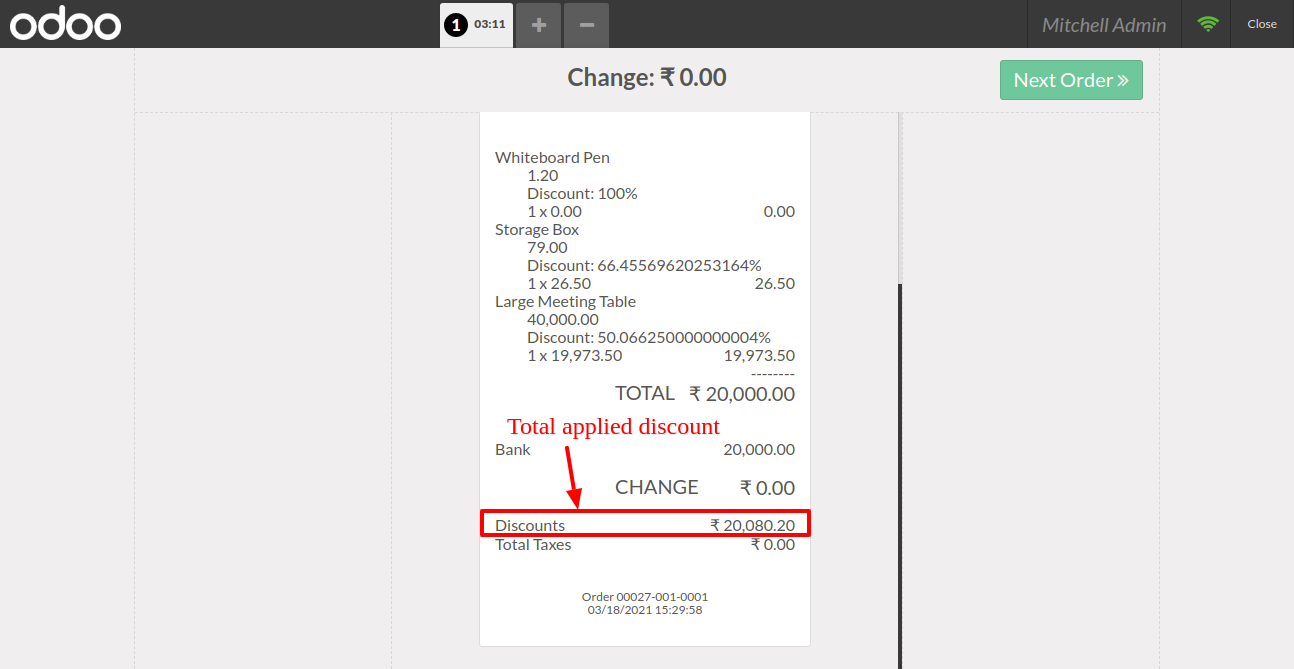 odoo
1 03:11 + −
Mitchell Admin
Close
Change: ₹ 0.00
Next Order »
Whiteboard Pen
1.20
Discount: 100%
1 x 0.00 0.00
Storage Box
79.00
Discount: 66.45569620253164%
1 x 26.50 26.50
Large Meeting Table
40,000.00
Discount: 50.066250000000004%
1 x 19,973.50 19,973.50
--------
TOTAL ₹ 20,000.00
Total applied discount
Bank 20,000.00
CHANGE ₹ 0.00
Discounts ₹ 20,080.20
Total Taxes ₹ 0.00
Order 00027-001-0001
03/18/2021 15:29:58